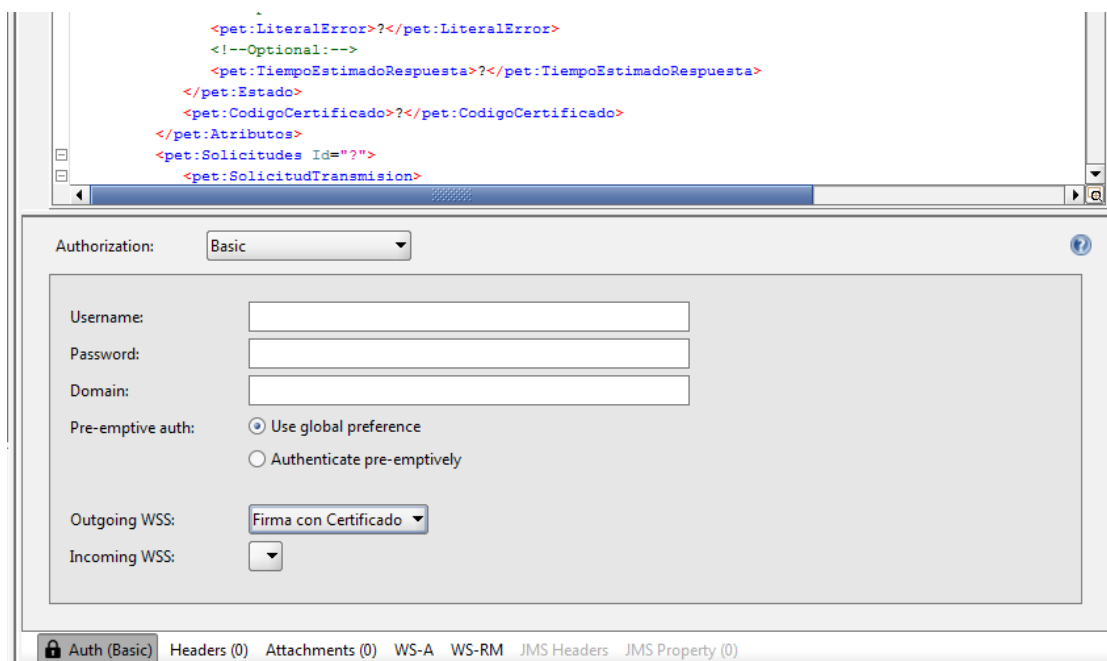 <pet:LiteralError>?</pet:LiteralError>
<!--Optional:-->
<pet:TiempoEstimadoRespuesta>?</pet:TiempoEstimadoRespuesta>
</pet:Estado>
<pet:CodigoCertificado>?</pet:CodigoCertificado>
</pet:Atributos>
<pet:Solicitudes Id="?">
<pet:SolicitudTransmision>
Authorization: Basic
Username:
Password:
Domain:
Pre-emptive auth: Use global preference
Authenticate pre-emptively
Outgoing WSS: Firma con Certificado
Incoming WSS:
Auth (Basic) Headers (0) Attachments (0) WS-A WS-RM JMS Headers JMS Property (0)